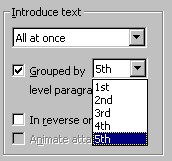 Introduce text
All at once
Grouped by 5th
level paragra
1st
2nd
3rd
4th
5th
In reverse or
Animate atta